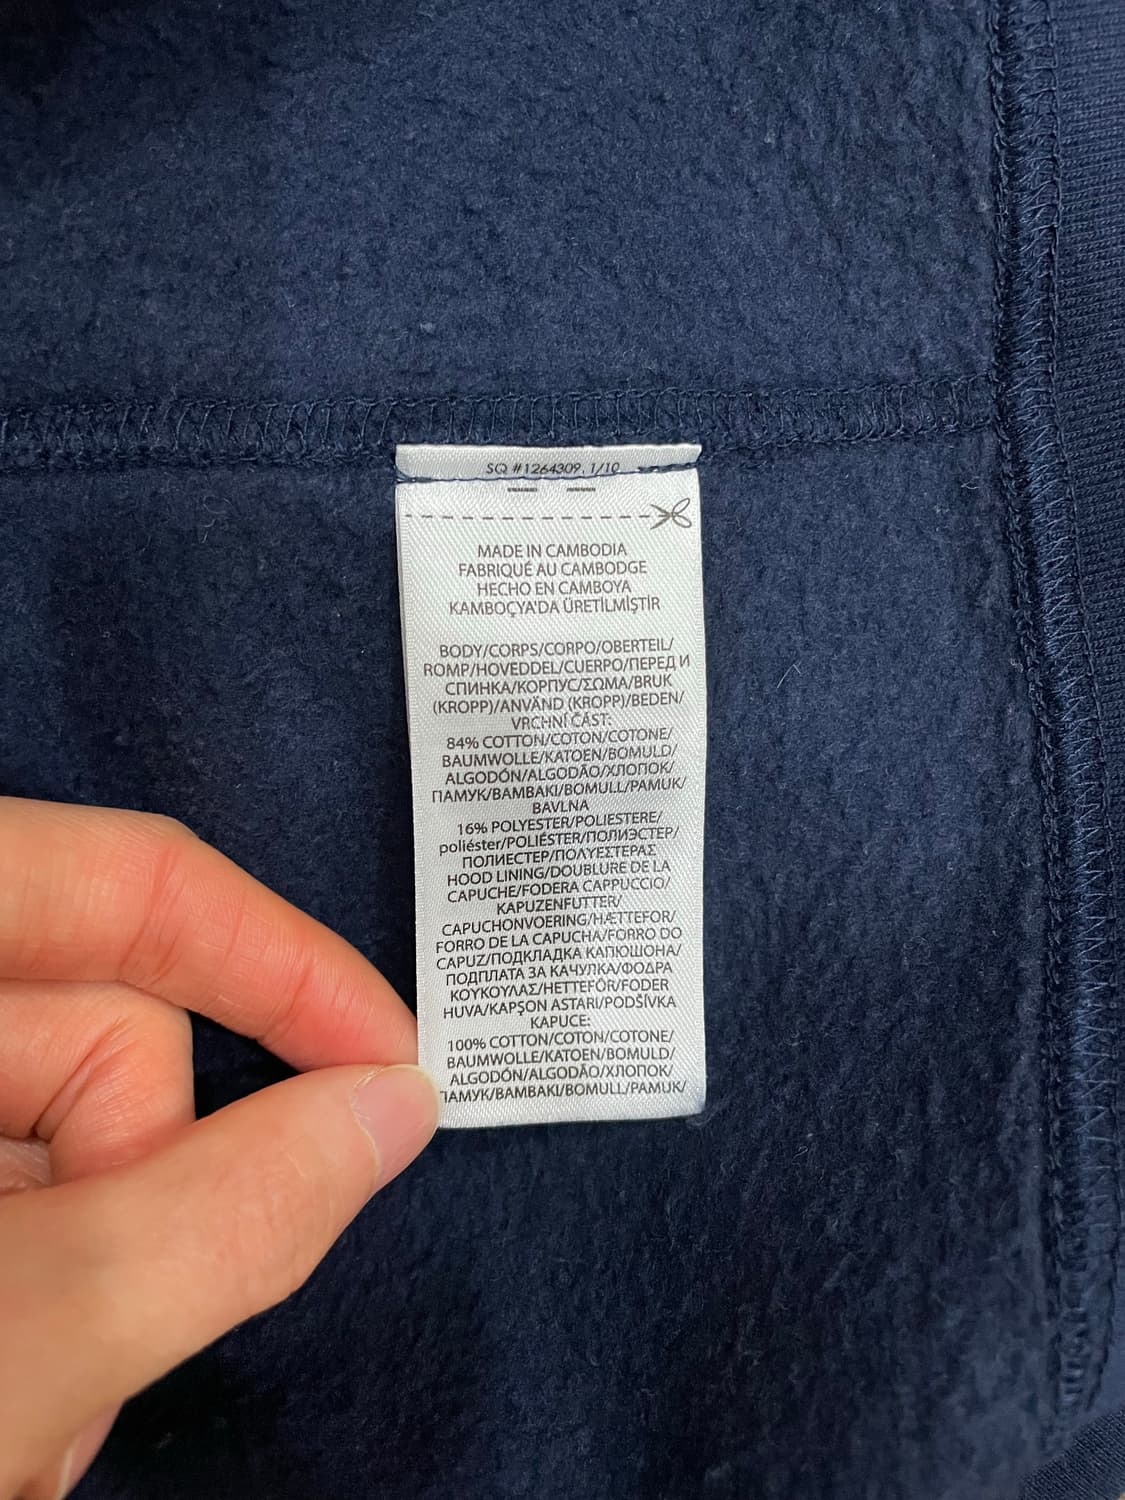 SQ #1264309, 1/10
MADE IN CAMBODIA
FABRIQUÉ AU CAMBODGE
HECHO EN CAMBOYA
KAMBOÇYA'DA ÜRETİLMİŞTİR
BODY/CORPS/CORPO/OBERTEIL/
ROMP/HOVEDDEL/CUERPO/ПЕРЕД И
СПИНКА/КОРПУС/ΣΩΜΑ/BRUK
(KROPP)/ANVÄND (KROPP)/BEDEN/
VRCHNÍ ČÁST:
84% COTTON/COTON/COTONE/
BAUMWOLLE/KATOEN/BOMULD/
ALGODÓN/ALGODÃO/ХЛОПОК/
ПАМУК/ΒΑΜΒΑΚΙ/BOMULL/PAMUK/
BAVLNA
16% POLYESTER/POLIESTERE/
poliéster/POLIÉSTER/ПОЛИЭСТЕР/
ПОЛИЕСТЕР/ΠΟΛΥΕΣΤΕΡΑΣ
HOOD LINING/DOUBLURE DE LA
CAPUCHE/FODERA CAPPUCCIO/
KAPUZENFUTTER/
CAPUCHONVOERING/HÆTTEFOR/
FORRO DE LA CAPUCHA/FORRO DO
CAPUZ/ПОДКЛАДКА КАПЮШОНА/
ПОДПЛАТА ЗА КАЧУЛКА/ΦΟΔΡΑ
ΚΟΥΚΟΥΛΑΣ/HETTEFÔR/FODER
HUVA/KAPŞON ASTARI/PODŠÍVKA
KAPUCE:
100% COTTON/COTON/COTONE/
BAUMWOLLE/KATOEN/BOMULD/
ALGODÓN/ALGODÃO/ХЛОПОК/
ПАМУК/ΒΑΜΒΑΚΙ/BOMULL/PAMUK/